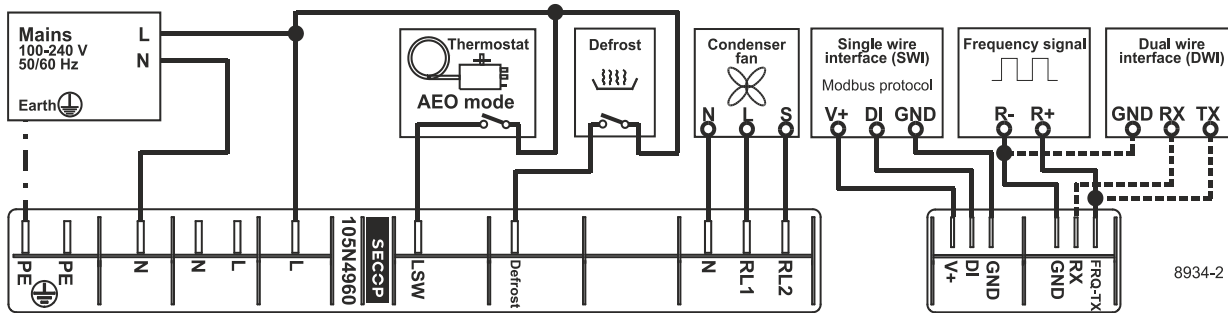 Mains
100-240 V
50/60 Hz
L
N
Earth
Thermostat
AEO mode
Defrost
Condenser
fan
N L S
Single wire
interface (SWI)
Modbus protocol
V+ DI GND
Frequency signal
R- R+
Dual wire
interface (DWI)
GND RX TX
PE
PE
N
N
L
L
105N4960
SECOP
LSW
Defrost
N
RL1
RL2
V+
DI
GND
GND
RX
FRQ-TX
8934-2